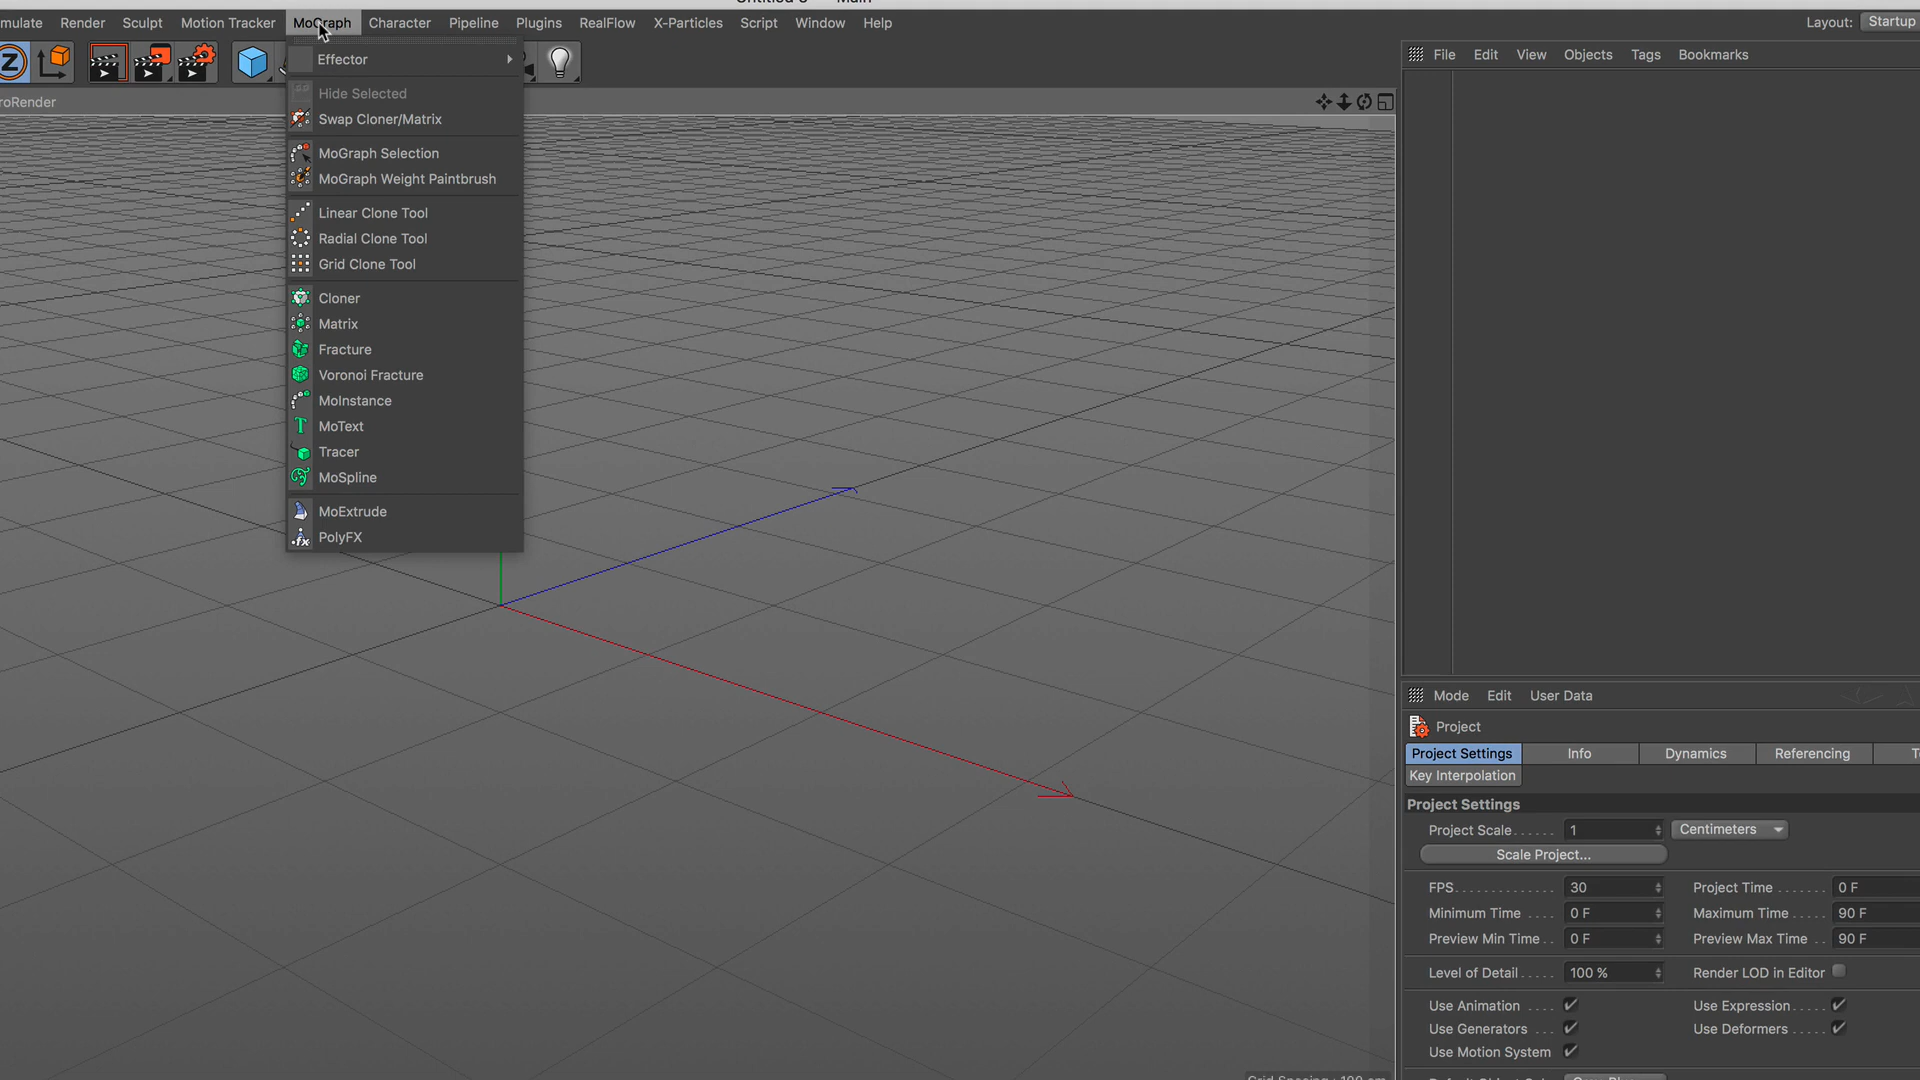 mulate Render Sculpt Motion Tracker MoGraph Character Pipeline Plugins RealFlow X-Particles Script Window Help Layout: Startup
File Edit View Objects Tags Bookmarks
Effector
Hide Selected
oRender
Swap Cloner/Matrix
MoGraph Selection
MoGraph Weight Paintbrush
Linear Clone Tool
Radial Clone Tool
Grid Clone Tool
Cloner
Matrix
Fracture
Voronoi Fracture
MoInstance
MoText
Tracer
MoSpline
MoExtrude
PolyFX
Mode Edit User Data
Project
Project Settings Info Dynamics Referencing
Key Interpolation
Project Settings
Project Scale...... 1 Centimeters
Scale Project...
FPS............. 30 Project Time ....... 0 F
Minimum Time .... 0 F Maximum Time ..... 90 F
Preview Min Time .. 0 F Preview Max Time .. 90 F
Level of Detail..... 100 % Render LOD in Editor
Use Animation .... Use Expression.....
Use Generators .... Use Deformers.....
Use Motion System